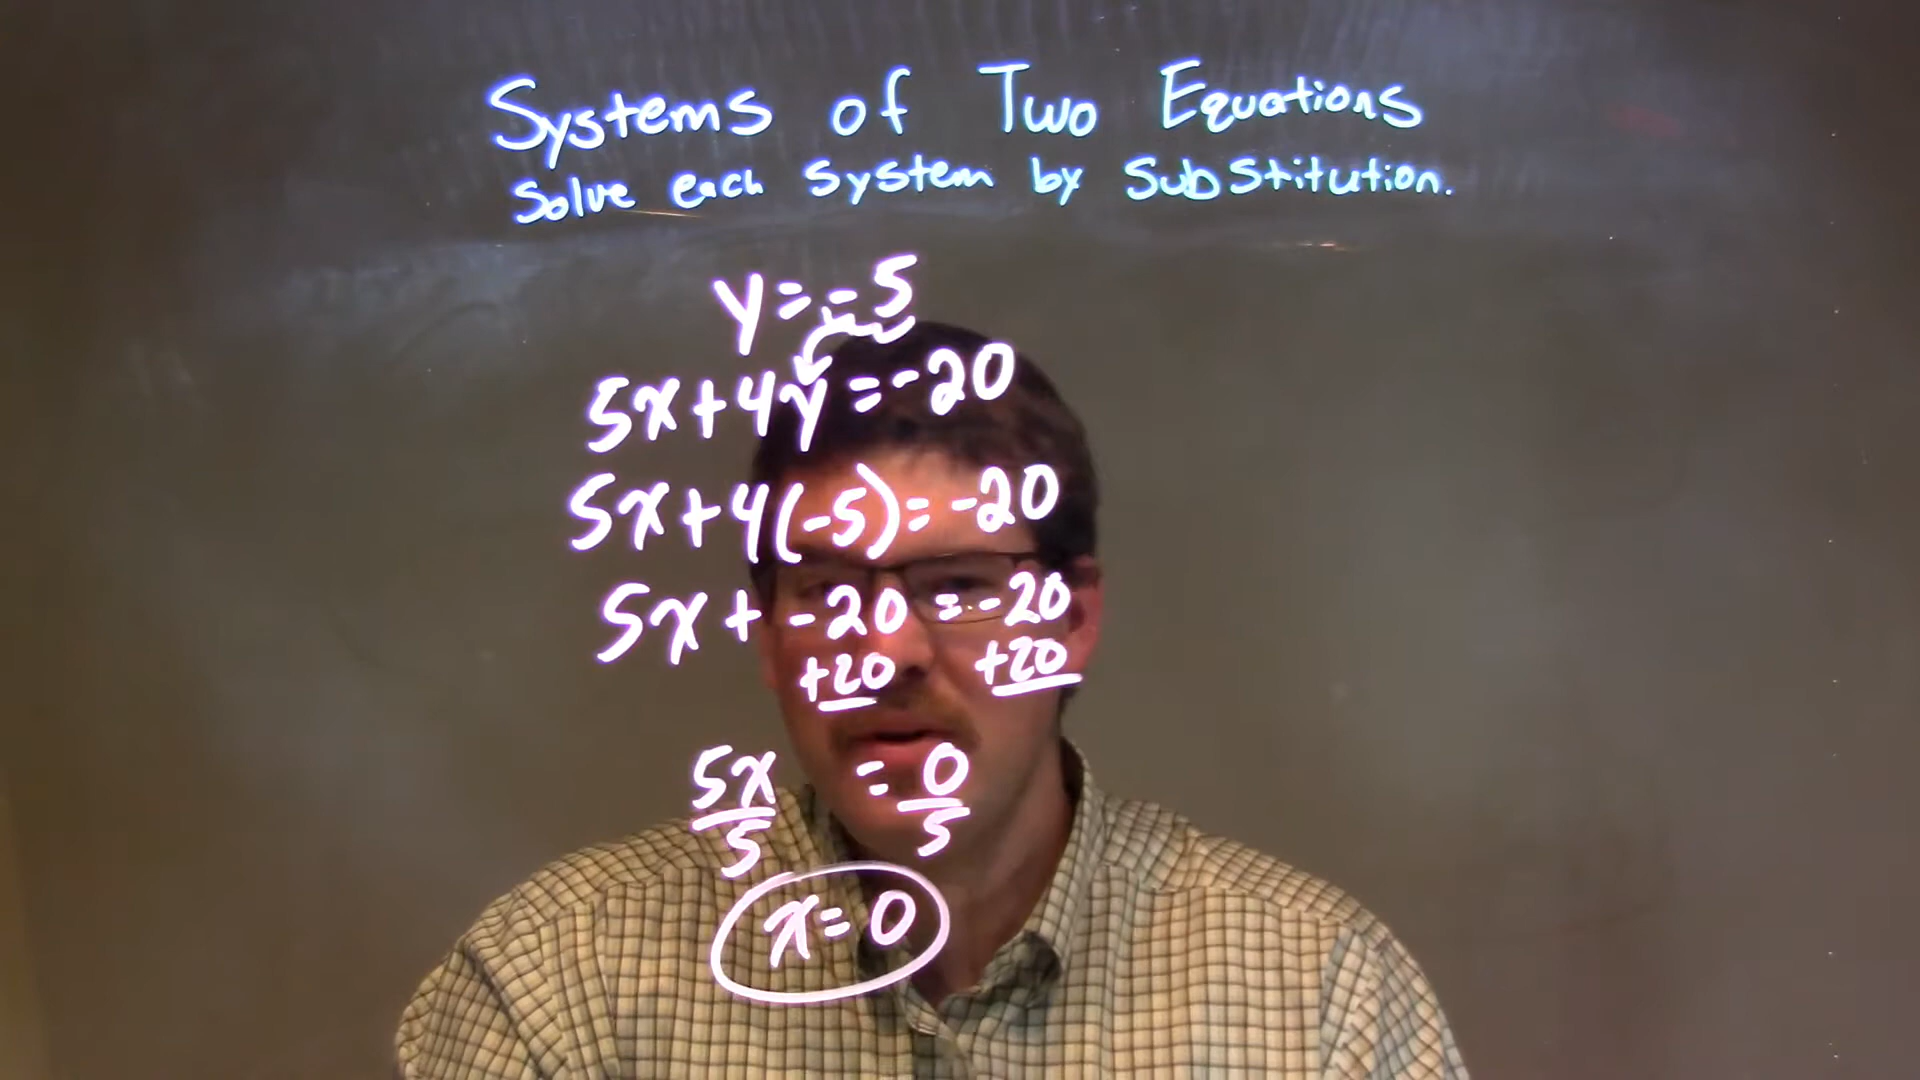 Systems of Two Equations
Solve each system by substitution.
y=-5
5x+4y=-20
5x+4(-5)=-20
5x+-20=-20
+20 +20
5x = 0
5 5
x=0